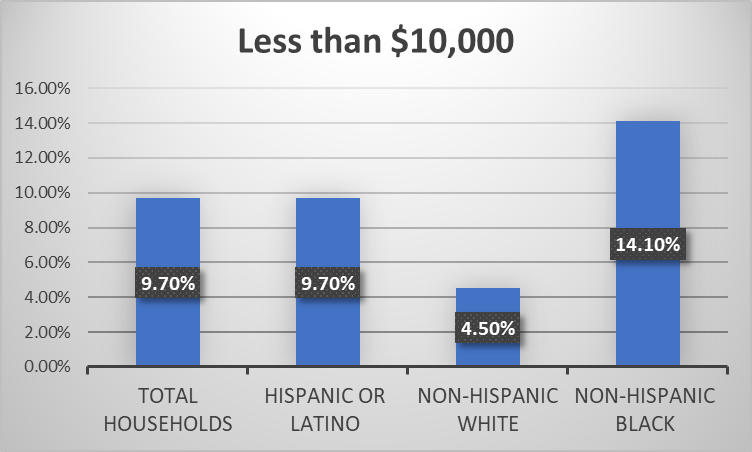 Less than $10,000
16.00%
14.00%
12.00%
10.00%
8.00%
6.00%
4.00%
2.00%
0.00%
9.70%
9.70%
4.50%
14.10%
TOTAL
HOUSEHOLDS
HISPANIC OR
LATINO
NON-HISPANIC
WHITE
NON-HISPANIC
BLACK